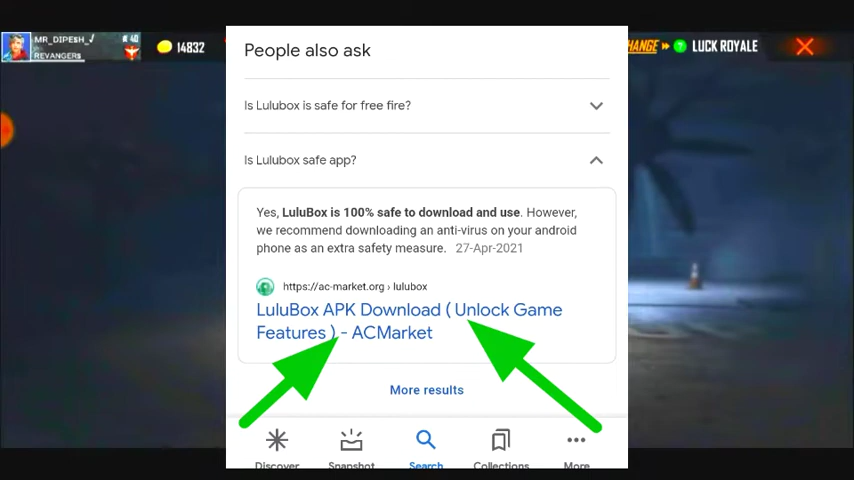 MR_DIPESH_√
REVANGERS
40
14832
CHANGE
LUCK ROYALE
People also ask
Is Lulubox is safe for free fire?
Is Lulubox safe app?
Yes, LuluBox is 100% safe to download and use. However,
we recommend downloading an anti-virus on your android
phone as an extra safety measure. 27-Apr-2021
https://ac-market.org › lulubox
LuluBox APK Download ( Unlock Game
Features ) - ACMarket
More results
Discover Snapshot Search Collections More